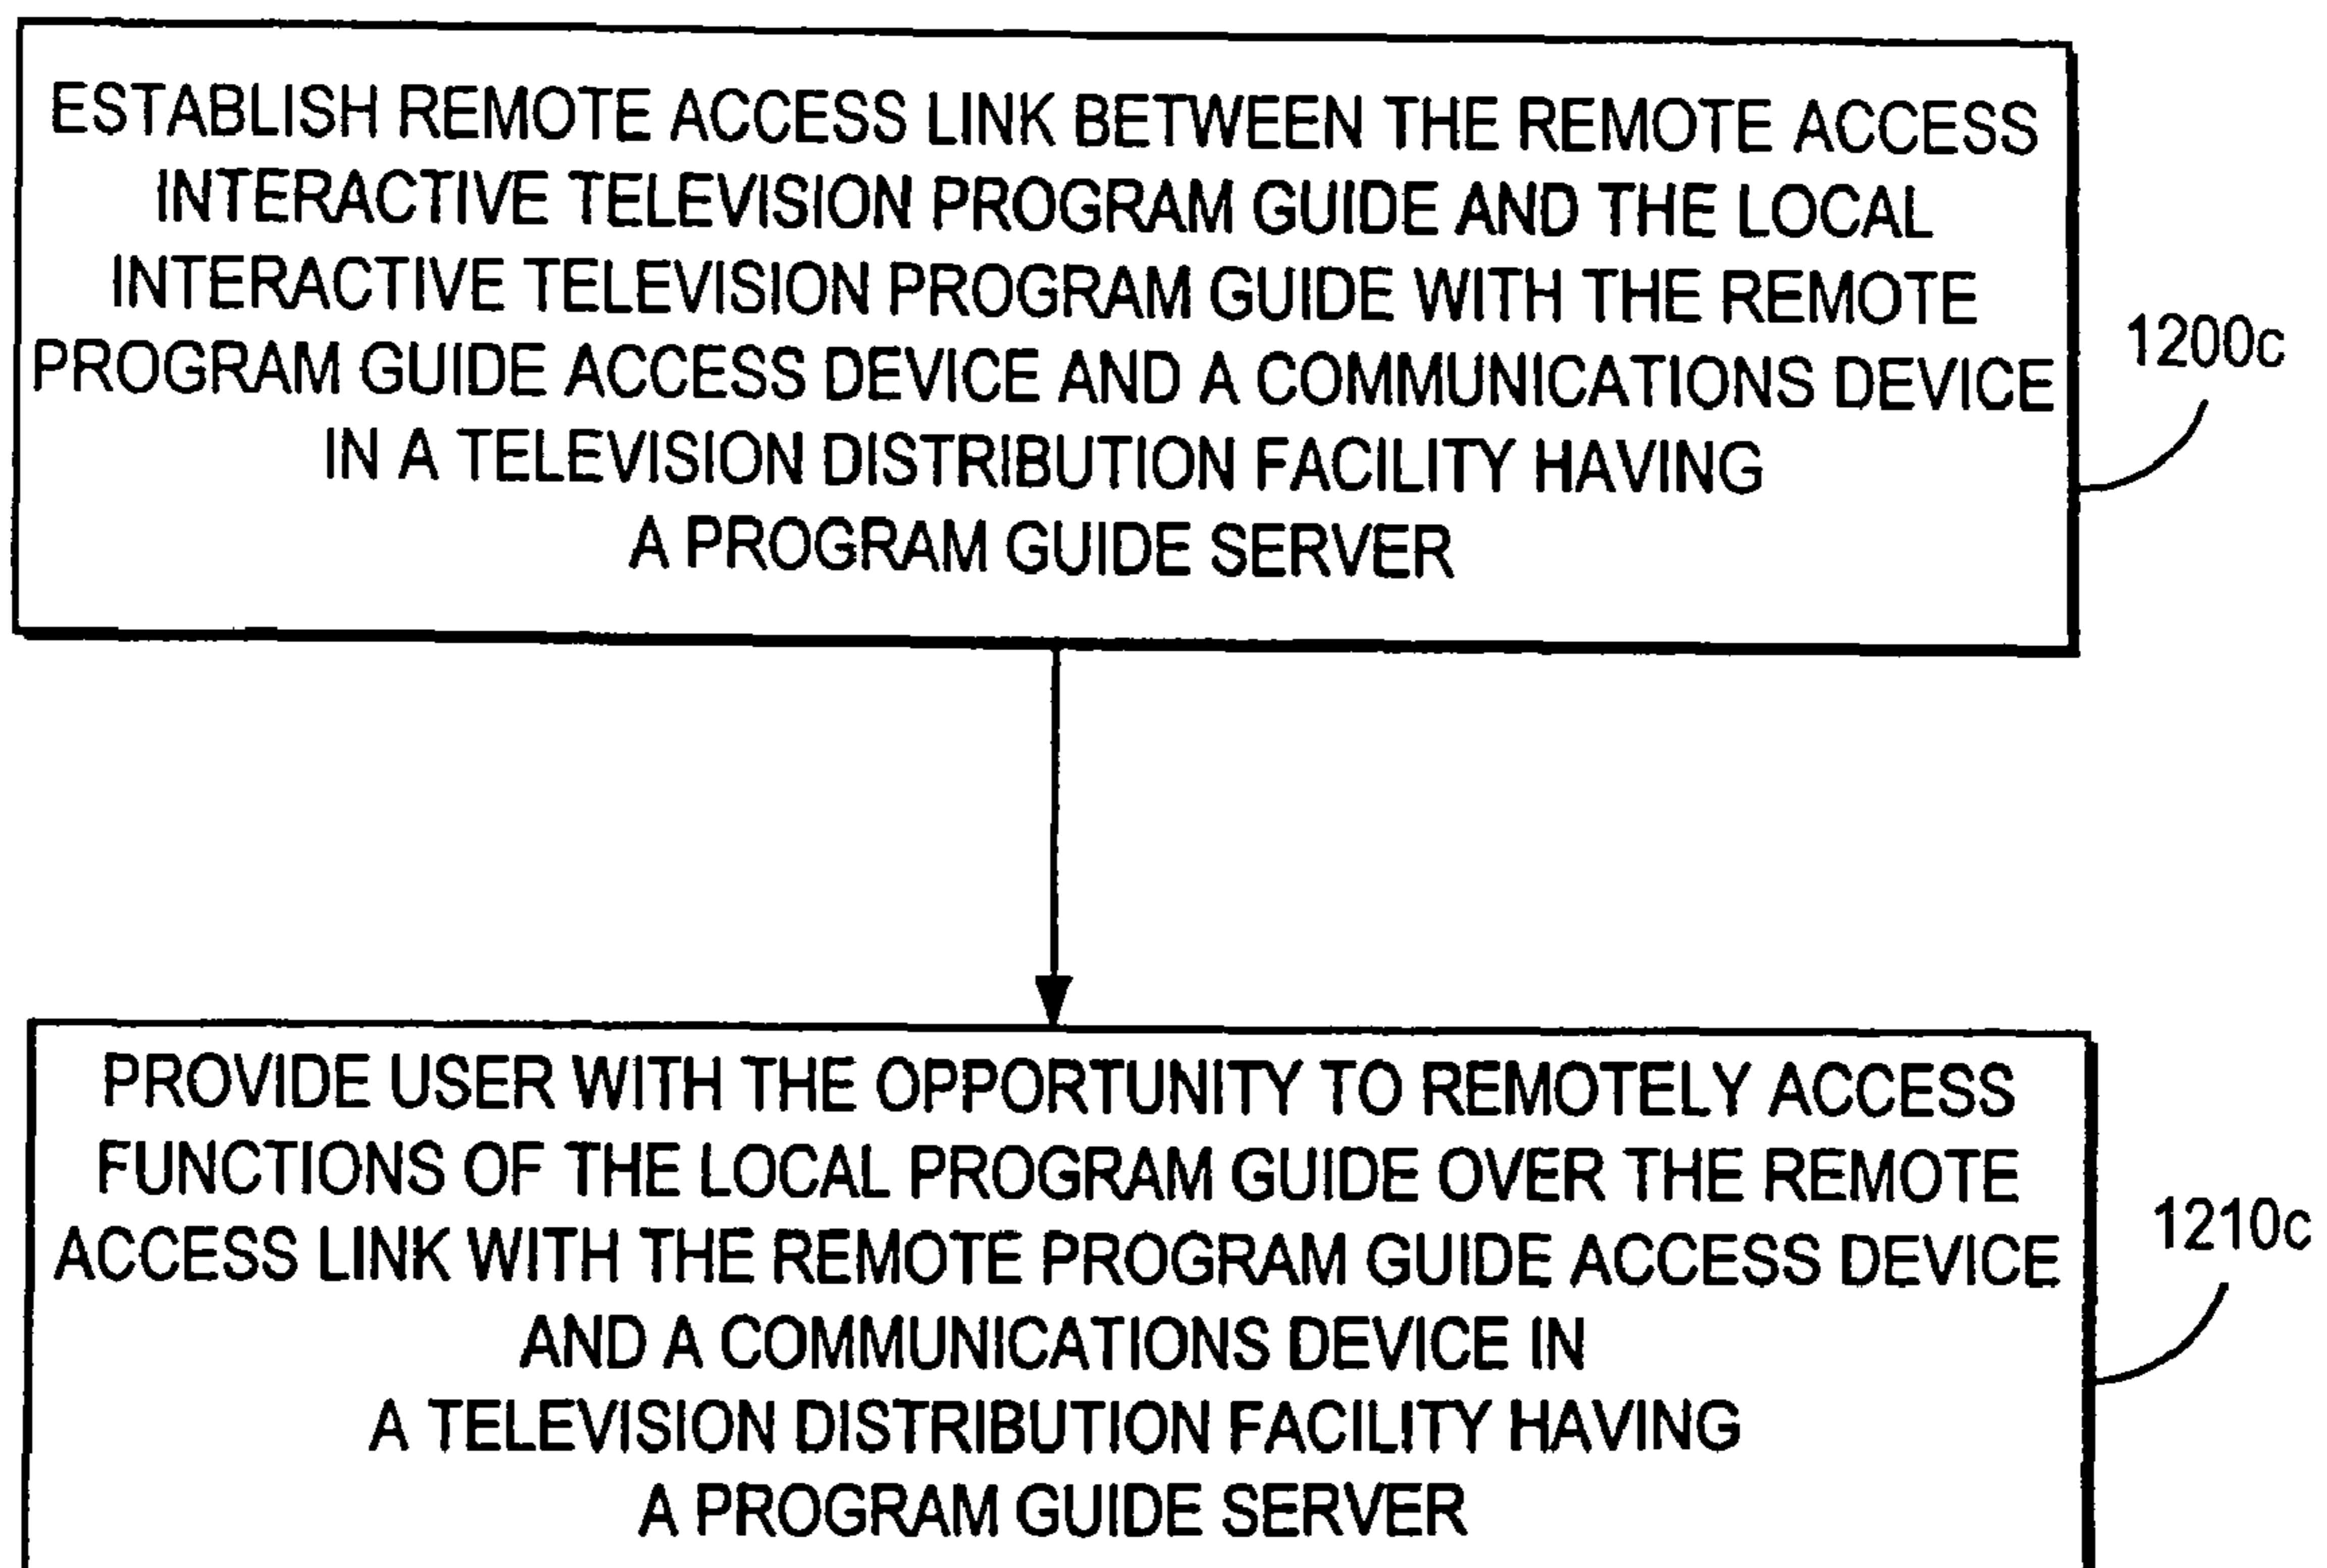 ESTABLISH REMOTE ACCESS LINK BETWEEN THE REMOTE ACCESS
INTERACTIVE TELEVISION PROGRAM GUIDE AND THE LOCAL
INTERACTIVE TELEVISION PROGRAM GUIDE WITH THE REMOTE
PROGRAM GUIDE ACCESS DEVICE AND A COMMUNICATIONS DEVICE
IN A TELEVISION DISTRIBUTION FACILITY HAVING
A PROGRAM GUIDE SERVER
1200c
PROVIDE USER WITH THE OPPORTUNITY TO REMOTELY ACCESS
FUNCTIONS OF THE LOCAL PROGRAM GUIDE OVER THE REMOTE
ACCESS LINK WITH THE REMOTE PROGRAM GUIDE ACCESS DEVICE
AND A COMMUNICATIONS DEVICE IN
A TELEVISION DISTRIBUTION FACILITY HAVING
A PROGRAM GUIDE SERVER
1210c